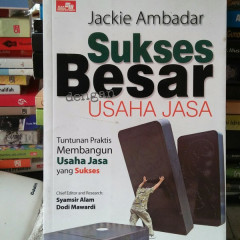 Jackie Ambadar
Sukses
Besar
dengan
USAHA JASA
Tuntunan Praktis
Membangun
Usaha Jasa
yang Sukses
Chief Editor and Research:
Syamsir Alam
Dodi Mawardi